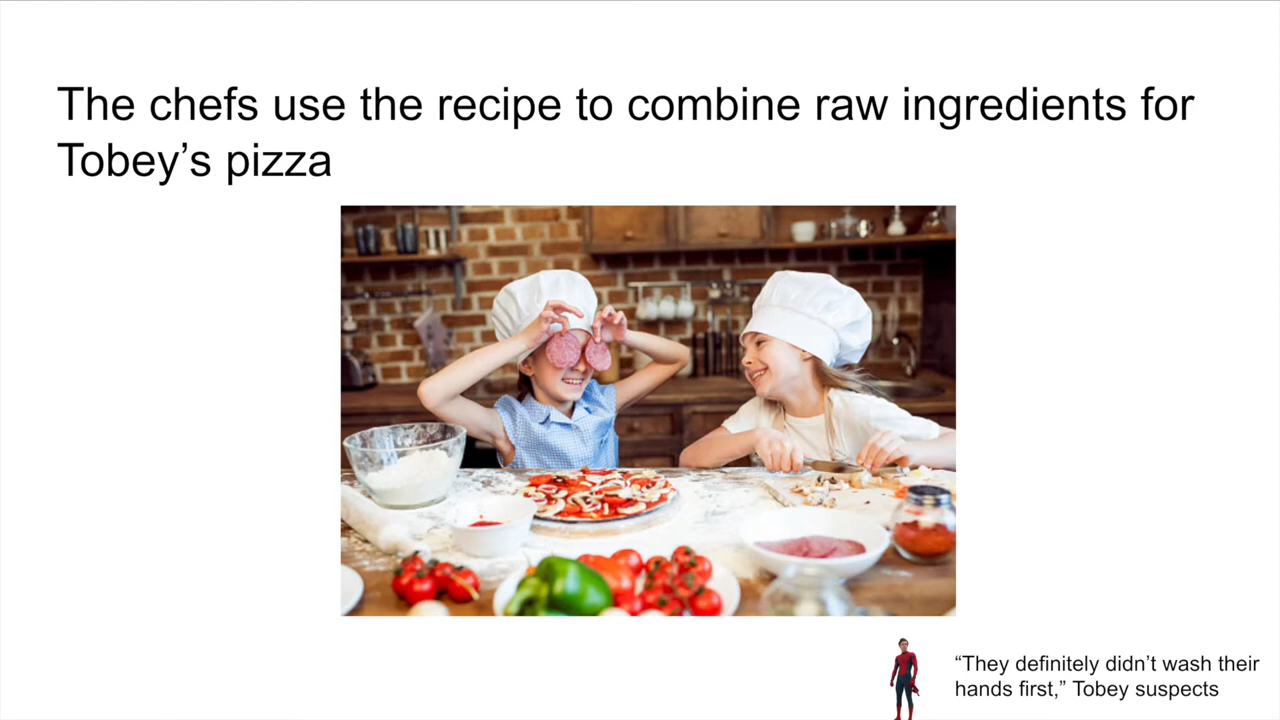 The chefs use the recipe to combine raw ingredients for
Tobey’s pizza
“They definitely didn’t wash their
hands first,” Tobey suspects